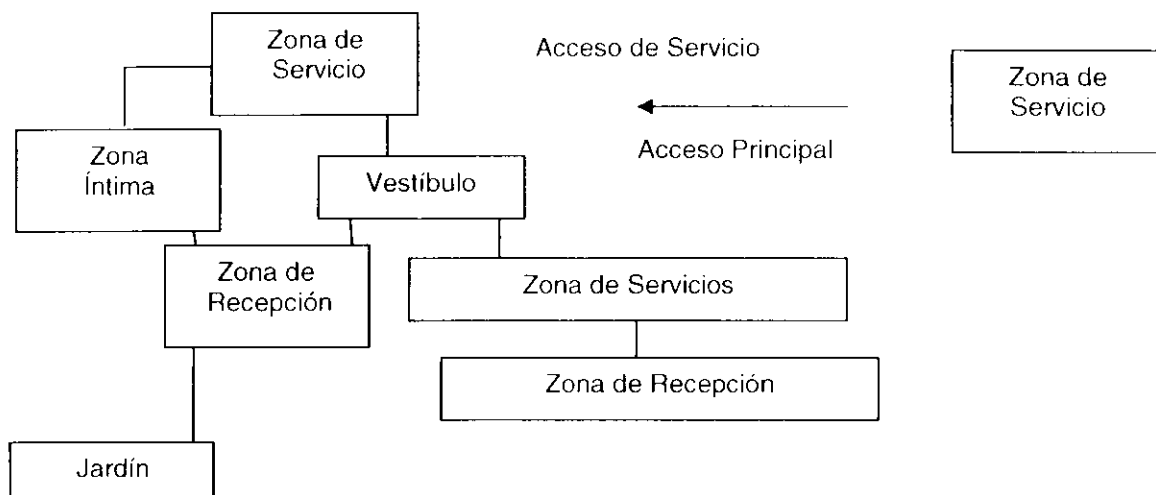 Zona de
Servicio
Acceso de Servicio
Zona de
Servicio
Acceso Principal
Zona
Íntima
Vestíbulo
Zona de
Recepción
Zona de Servicios
Zona de Recepción
Jardín